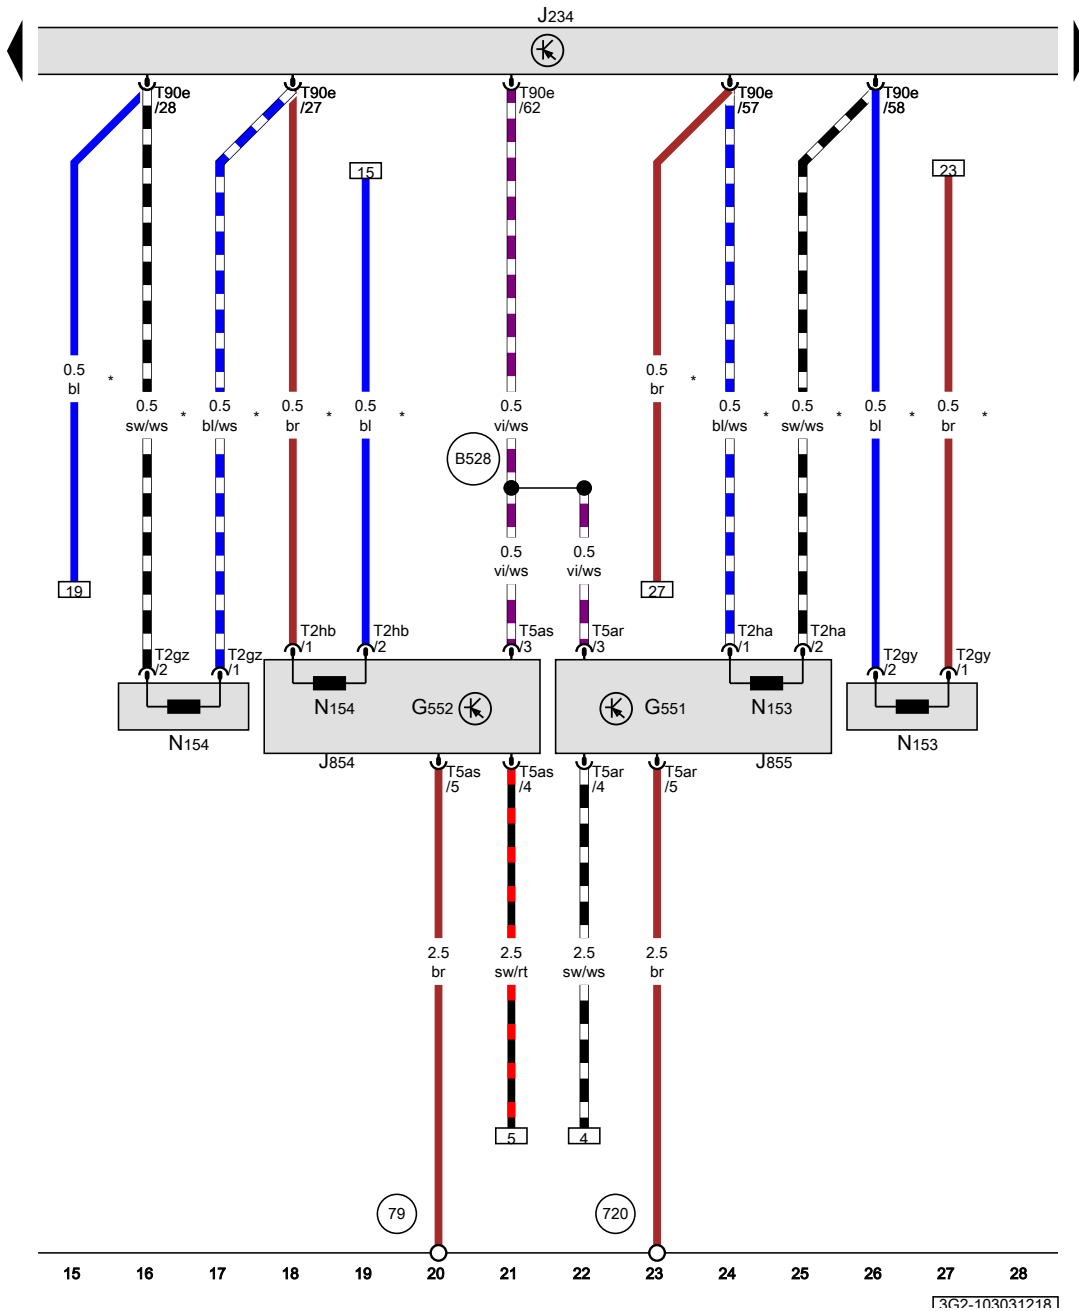 J234
T90e
/28
T90e
/27
T90e
/62
T90e
/57
T90e
/58
15
23
0.5
bl
*
0.5
br
*
0.5
sw/ws
*
0.5
bl/ws
*
0.5
br
*
0.5
bl
*
0.5
vi/ws
0.5
bl/ws
*
0.5
sw/ws
*
0.5
bl
*
0.5
br
*
B528
0.5
vi/ws
0.5
vi/ws
19
27
T2hb
/1
T2hb
/2
T5as
/3
T5ar
/3
T2ha
/1
T2ha
/2
T2gz
/2
T2gz
/1
T2gy
/2
T2gy
/1
N154
G552
G551
N153
N154
N153
J854
J855
T5as
/5
T5as
/4
T5ar
/4
T5ar
/5
2.5
br
2.5
sw/rt
2.5
sw/ws
2.5
br
5
4
79
720
15 16 17 18 19 20 21 22 23 24 25 26 27 28
3G2-103031218